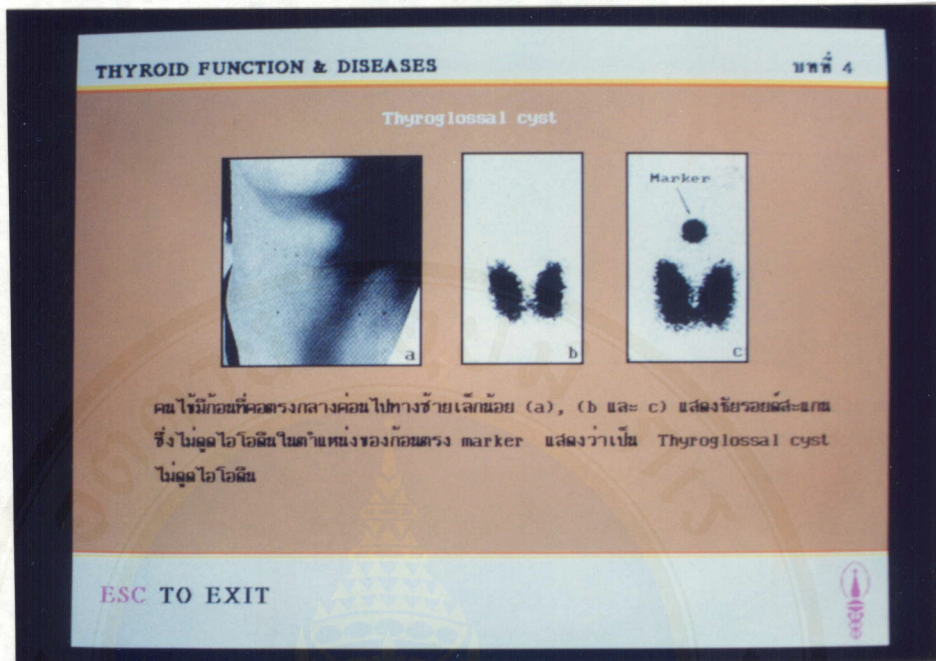 THYROID FUNCTION & DISEASES บทที่ 4
Thyroglossal cyst
Marker
a b c
คนไข้มีก้อนที่คอตรงกลางค่อนไปทางซ้ายเล็กน้อย (a), (b และ c) แสดงธัยรอยด์สะแกน
ซึ่งไม่ดูดไอโอดีนในตำแหน่งของก้อนตรง marker แสดงว่าเป็น Thyroglossal cyst
ไม่ดูดไอโอดีน
ESC TO EXIT